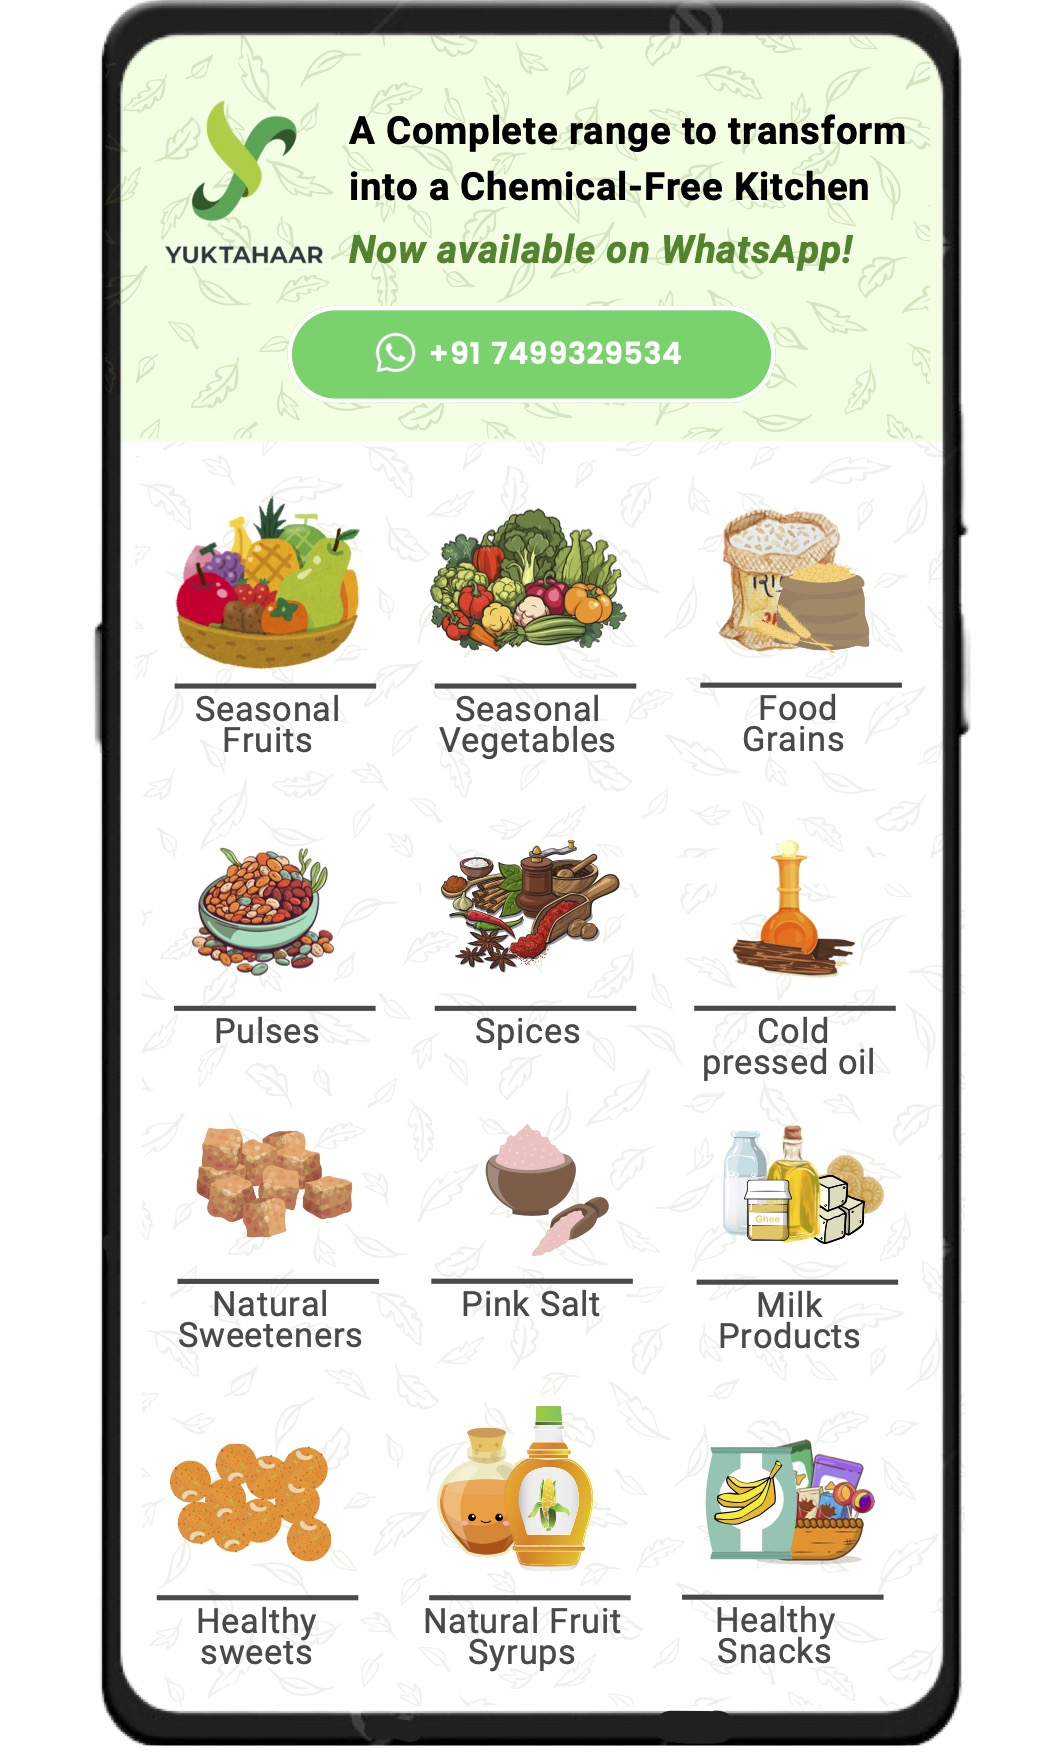 A Complete range to transform
into a Chemical-Free Kitchen
YUKTAHAAR
Now available on WhatsApp!
+91 7499329534
Seasonal
Fruits
Seasonal
Vegetables
Food
Grains
Pulses
Spices
Cold
pressed oil
Ghee
Natural
Sweeteners
Pink Salt
Milk
Products
Healthy
sweets
Natural Fruit
Syrups
Healthy
Snacks